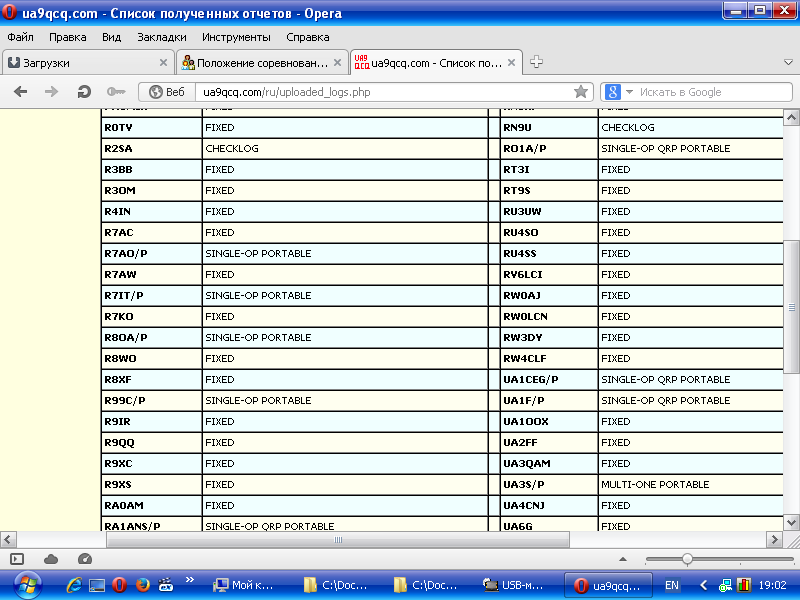 ua9qcq.com - Список полученных отчетов - Opera
Файл Правка Вид Закладки Инструменты Справка
Загрузки
Положение соревнован...
UA9 QCQ ua9qcq.com - Список по...
Веб ua9qcq.com/ru/uploaded_logs.php
Искать в Google
R0TV FIXED RN9U CHECKLOG
R2SA CHECKLOG RO1A/P SINGLE-OP QRP PORTABLE
R3BB FIXED RT3I FIXED
R3OM FIXED RT9S FIXED
R4IN FIXED RU3UW FIXED
R7AC FIXED RU4SO FIXED
R7AO/P SINGLE-OP PORTABLE RU4SS FIXED
R7AW FIXED RV6LCI FIXED
R7IT/P SINGLE-OP PORTABLE RW0AJ FIXED
R7KO FIXED RW0LCN FIXED
R8OA/P SINGLE-OP PORTABLE RW3DY FIXED
R8WO FIXED RW4CLF FIXED
R8XF FIXED UA1CEG/P SINGLE-OP QRP PORTABLE
R99C/P SINGLE-OP PORTABLE UA1F/P SINGLE-OP QRP PORTABLE
R9IR FIXED UA1OOX FIXED
R9QQ FIXED UA2FF FIXED
R9XC FIXED UA3QAM FIXED
R9XS FIXED UA3S/P MULTI-ONE PORTABLE
RA0AM FIXED UA4CNJ FIXED
RA1ANS/P SINGLE-OP QRP PORTABLE UA6G FIXED
Мой к... C:\Doc... C:\Doc... USB-м... ua9qcq... EN 19:02